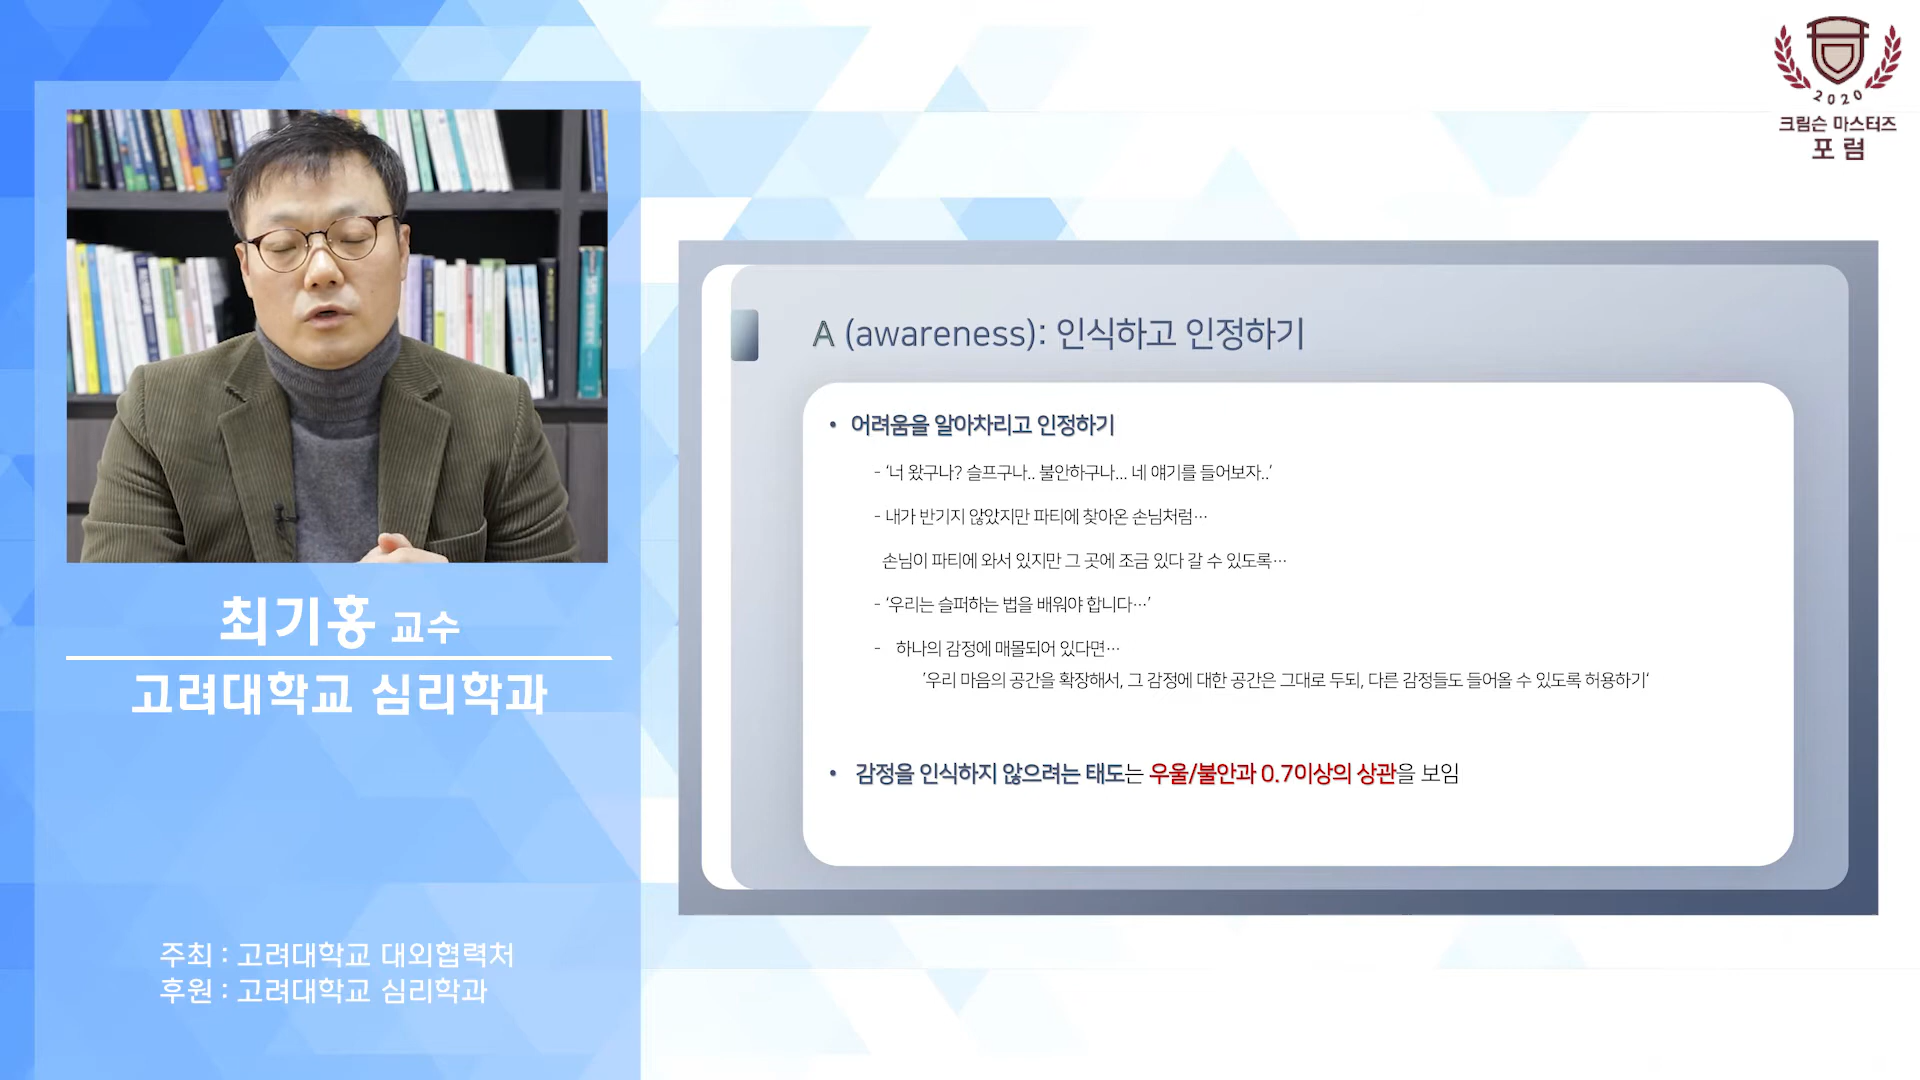 2020
크림슨 마스터즈
포럼
최기홍 교수
고려대학교 심리학과
주최 : 고려대학교 대외협력처
후원 : 고려대학교 심리학과
A (awareness): 인식하고 인정하기
• 어려움을 알아차리고 인정하기
- ‘너 왔구나? 슬프구나.. 불안하구나... 네 얘기를 들어보자..’
- 내가 반기지 않았지만 파티에 찾아온 손님처럼…
손님이 파티에 와서 있지만 그 곳에 조금 있다 갈 수 있도록…
- ‘우리는 슬퍼하는 법을 배워야 합니다…’
- 하나의 감정에 매몰되어 있다면…
’우리 마음의 공간을 확장해서, 그 감정에 대한 공간은 그대로 두되, 다른 감정들도 들어올 수 있도록 허용하기‘
• 감정을 인식하지 않으려는 태도는 우울/불안과 0.7이상의 상관을 보임